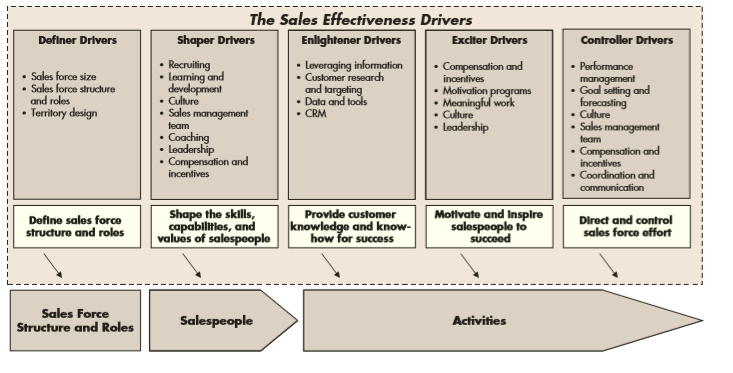 The Sales Effectiveness Drivers
Definer Drivers
• Sales force size
• Sales force structure
and roles
• Territory design
Shaper Drivers
• Recruiting
• Learning and
development
• Culture
• Sales management
team
• Coaching
• Leadership
• Compensation and
incentives
Enlightener Drivers
• Leveraging information
• Customer research
and targeting
• Data and tools
• CRM
Exciter Drivers
• Compensation and
incentives
• Motivation programs
• Meaningful work
• Culture
• Leadership
Controller Drivers
• Performance
management
• Goal setting and
forecasting
• Culture
• Sales management
team
• Compensation and
incentives
• Coordination and
communication
Define sales force
structure and roles
Shape the skills,
capabilities, and
values of salespeople
Provide customer
knowledge and know-
how for success
Motivate and inspire
salespeople to
succeed
Direct and control
sales force effort
Sales Force
Structure and Roles
Salespeople
Activities